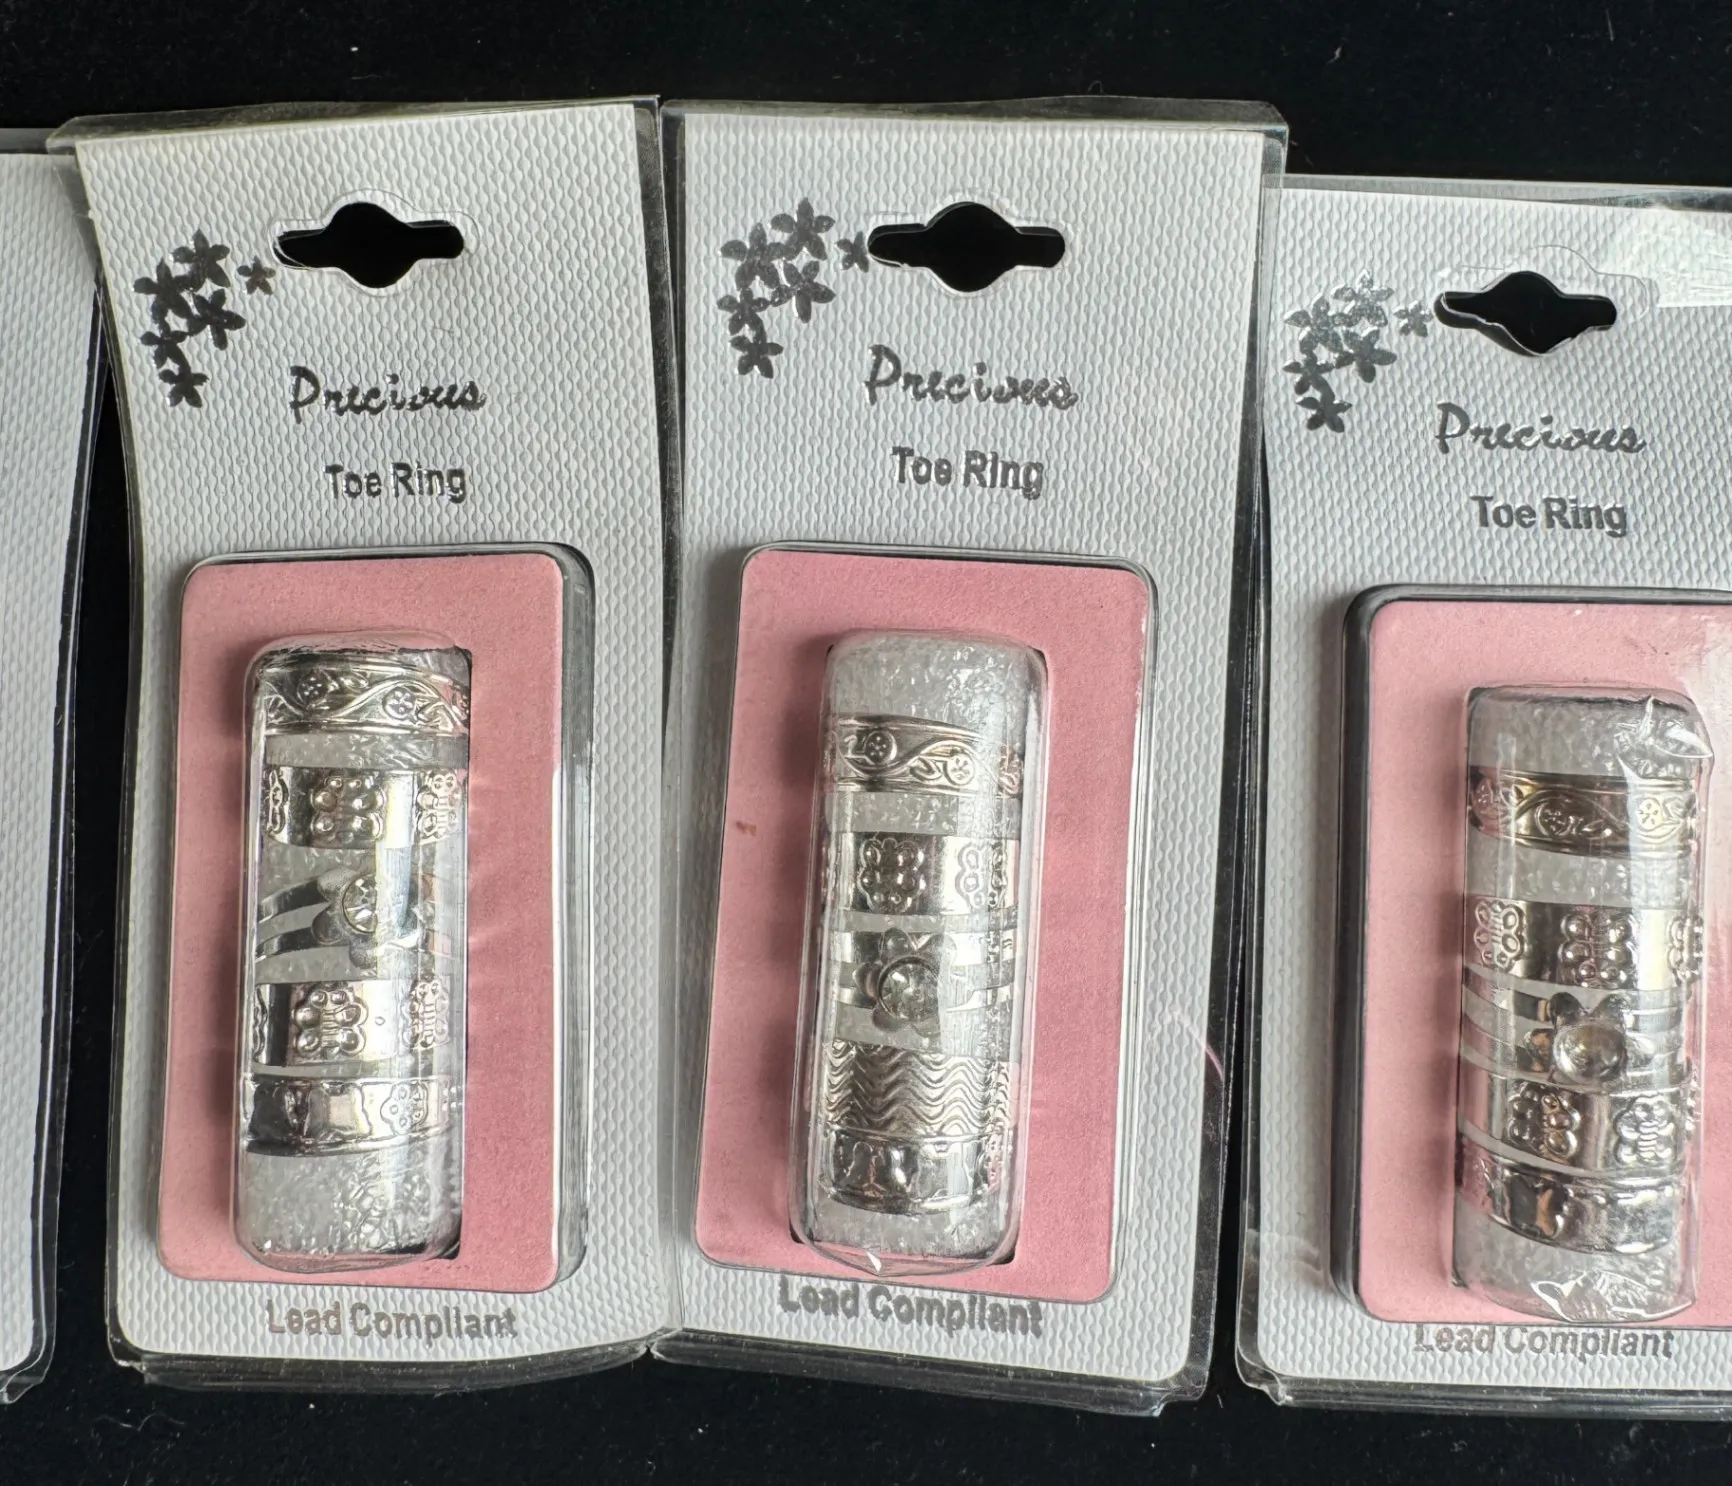 Precious
Toe Ring
Lead Compliant
Precious
Toe Ring
Lead Compliant
Precious
Toe Ring
Lead Compliant